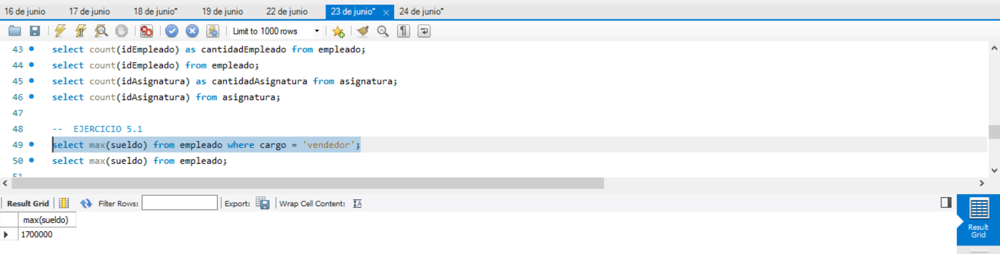 16 de junio 17 de junio 18 de junio* 19 de junio 22 de junio 23 de junio* × 24 de junio*
Limit to 1000 rows
43 select count(idEmpleado) as cantidadEmpleado from empleado;
44 select count(idEmpleado) from empleado;
45 select count(idAsignatura) as cantidadAsignatura from asignatura;
46 select count(idAsignatura) from asignatura;
47
48 -- EJERCICIO 5.1
49 select max(sueldo) from empleado where cargo = 'vendedor';
50 select max(sueldo) from empleado;
51
Result Grid Filter Rows: Export: Wrap Cell Content:
max(sueldo)
1700000
Result
Grid